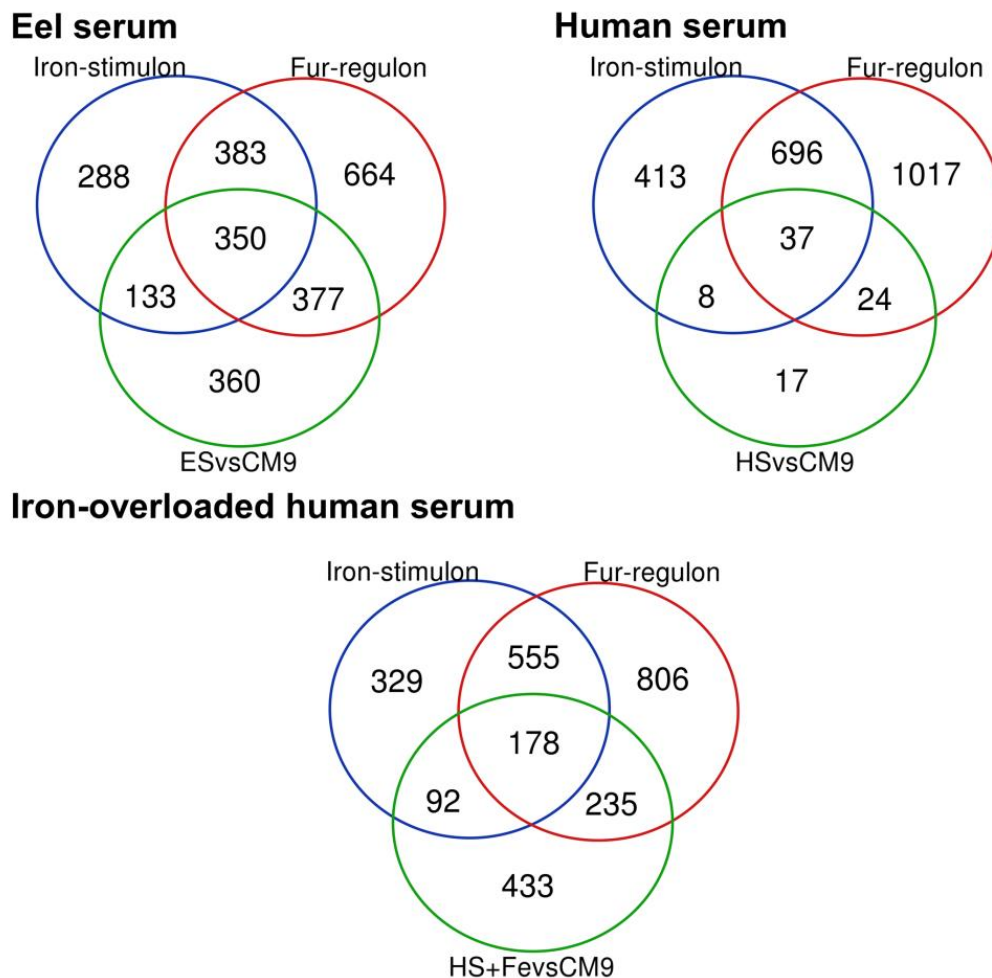 Eel serum
Iron-stimulon Fur-regulon
383
288 664
350
133 377
360
ESvsCM9
Human serum
Iron-stimulon Fur-regulon
696
413 1017
37
8 24
17
HSvsCM9
Iron-overloaded human serum
Iron-stimulon Fur-regulon
555
329 806
178
92 235
433
HS+FevsCM9